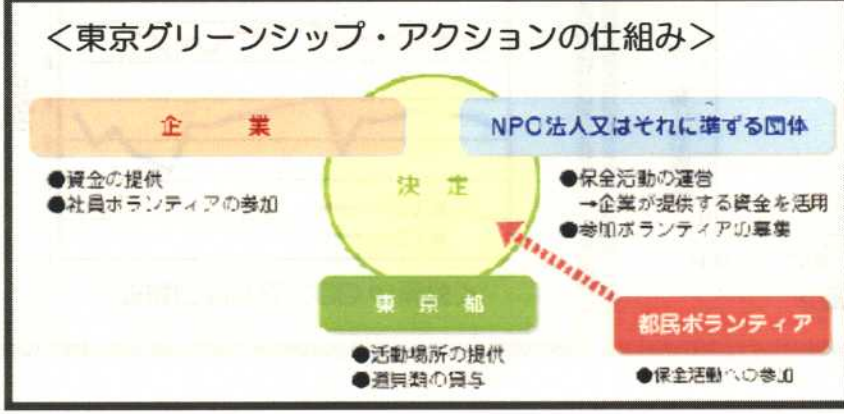 ＜東京グリーンシップ・アクションの仕組み＞
企　業
NPO法人又はそれに準ずる団体
●資金の提供
●社員ボランティアの参加
決 定
●保全活動の運営
→企業が提供する資金を活用
●参加ボランティアの募集
東 京 都
都民ボランティア
●活動場所の提供
●道具類の貸与
●保全活動への参加